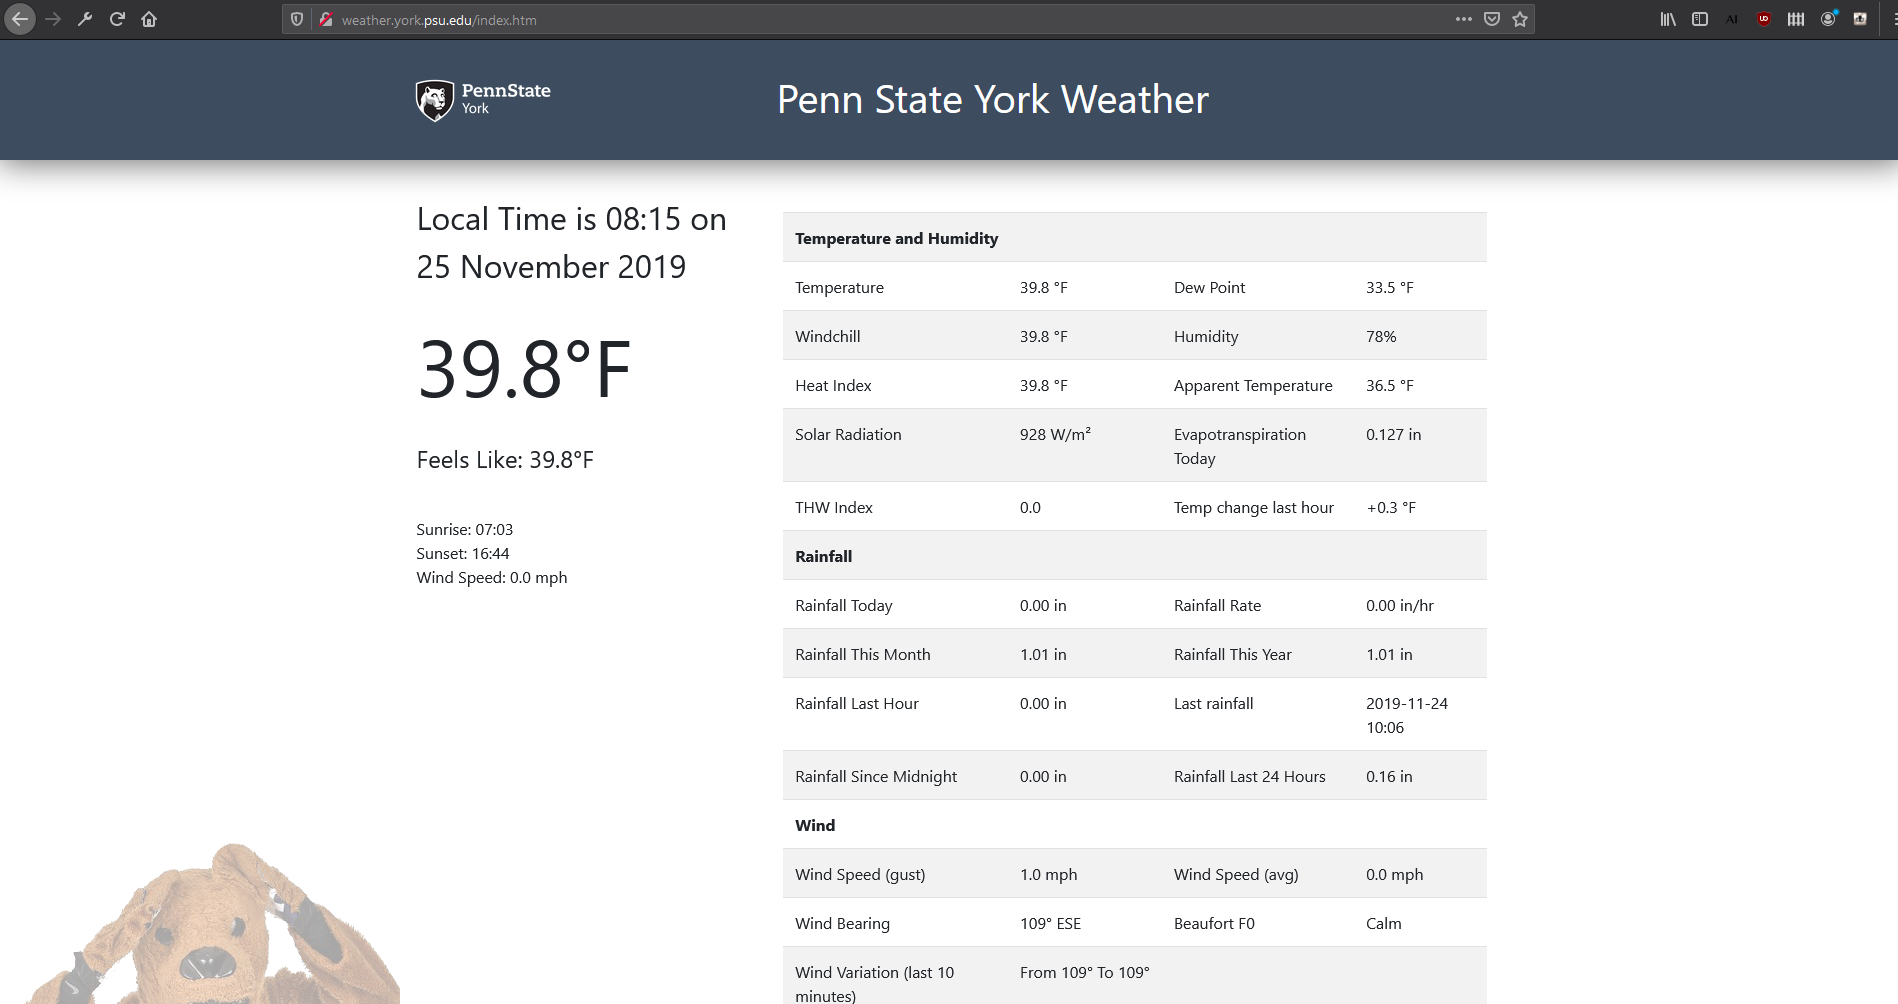 weather.york.psu.edu/index.htm
AI
UD
PennState
York
Penn State York Weather
Local Time is 08:15 on
25 November 2019
39.8°F
Feels Like: 39.8°F
Sunrise: 07:03
Sunset: 16:44
Wind Speed: 0.0 mph
Temperature and Humidity
Temperature 39.8 °F Dew Point 33.5 °F
Windchill 39.8 °F Humidity 78%
Heat Index 39.8 °F Apparent Temperature 36.5 °F
Solar Radiation 928 W/m² Evapotranspiration 0.127 in
Today
THW Index 0.0 Temp change last hour +0.3 °F
Rainfall
Rainfall Today 0.00 in Rainfall Rate 0.00 in/hr
Rainfall This Month 1.01 in Rainfall This Year 1.01 in
Rainfall Last Hour 0.00 in Last rainfall 2019-11-24
10:06
Rainfall Since Midnight 0.00 in Rainfall Last 24 Hours 0.16 in
Wind
Wind Speed (gust) 1.0 mph Wind Speed (avg) 0.0 mph
Wind Bearing 109° ESE Beaufort F0 Calm
Wind Variation (last 10 From 109° To 109°
minutes)